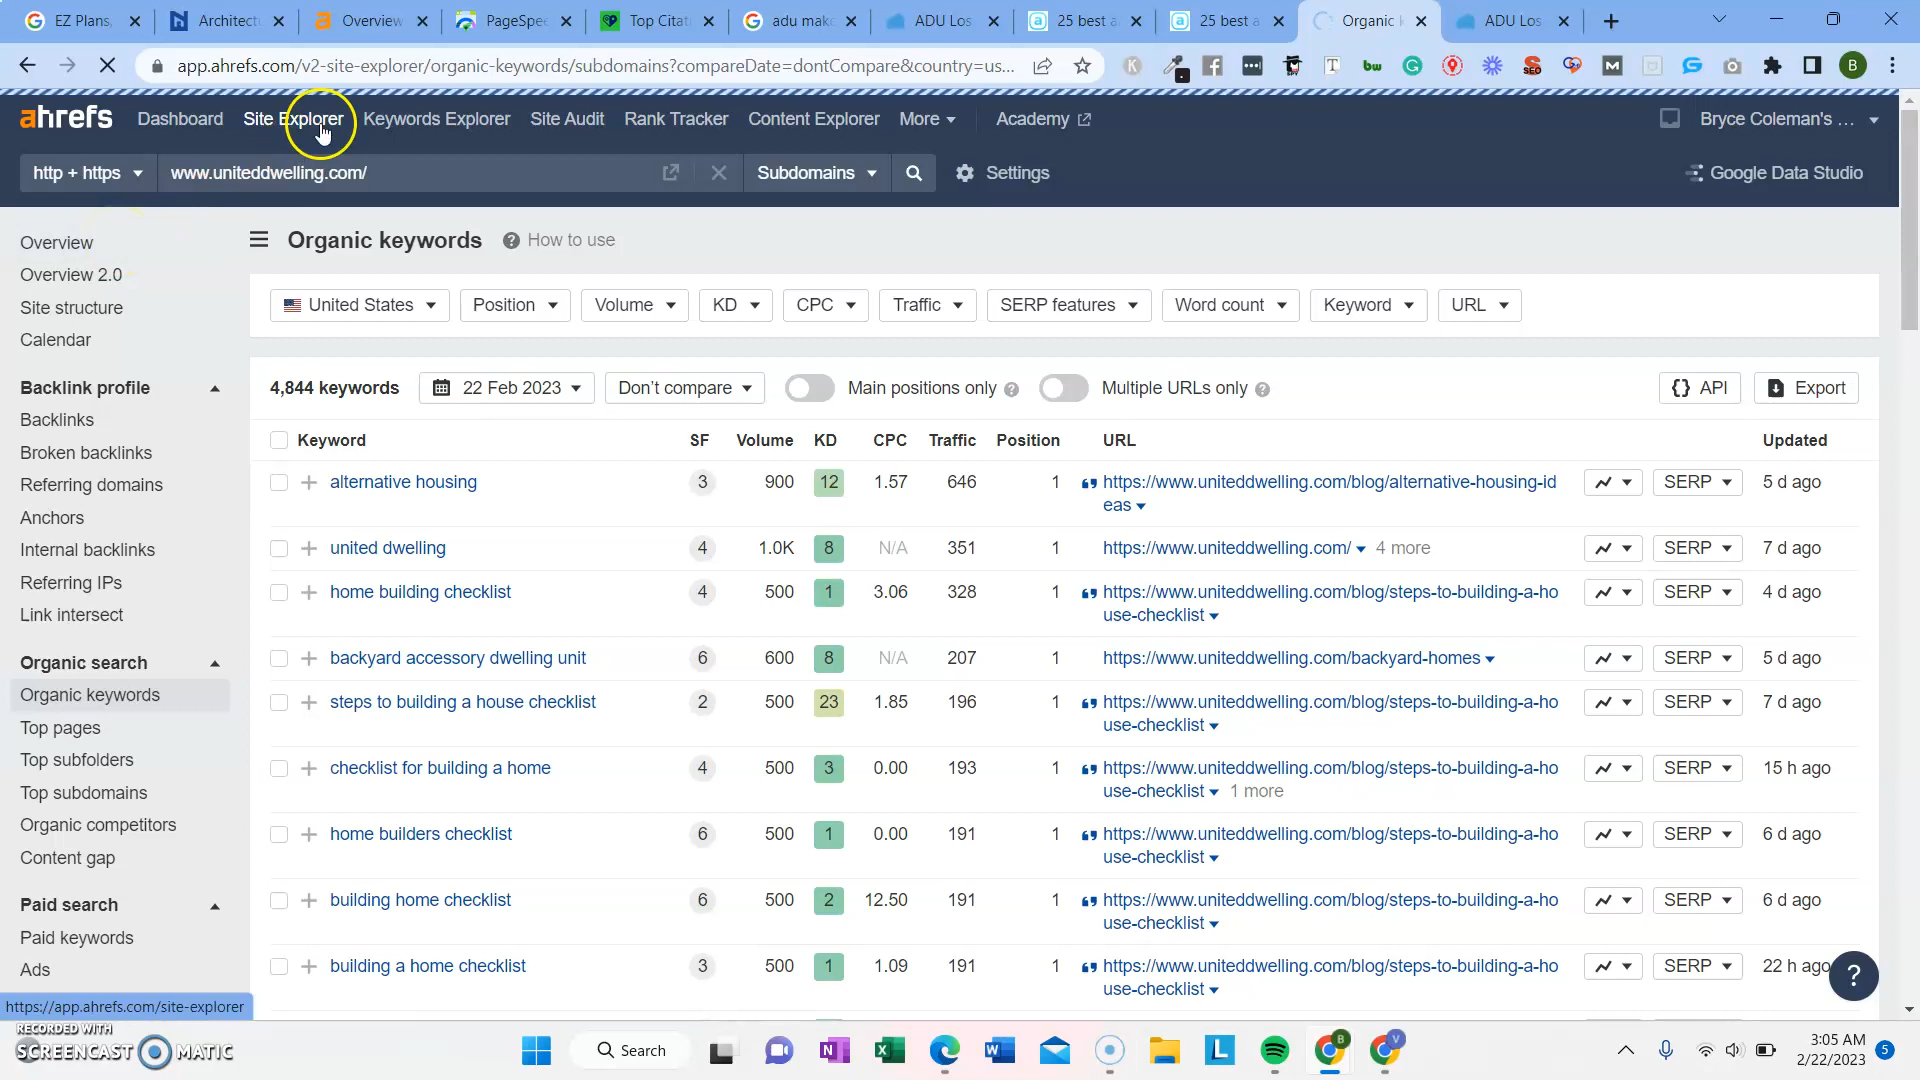 EZ Plans, Architect Overview PageSpee Top Citat adu make ADU Los 25 best a 25 best a Organic k ADU Los
app.ahrefs.com/v2-site-explorer/organic-keywords/subdomains?compareDate=dontCompare&country=us...
ahrefs Dashboard Site Explorer Keywords Explorer Site Audit Rank Tracker Content Explorer More Academy Bryce Coleman's ...
http + https www.uniteddwelling.com/ Subdomains Settings Google Data Studio
Overview
Overview 2.0
Site structure
Calendar
Backlink profile
Backlinks
Broken backlinks
Referring domains
Anchors
Internal backlinks
Referring IPs
Link intersect
Organic search
Organic keywords
Top pages
Top subfolders
Top subdomains
Organic competitors
Content gap
Paid search
Paid keywords
Ads
Organic keywords ? How to use
United States Position Volume KD CPC Traffic SERP features Word count Keyword URL
4,844 keywords 22 Feb 2023 Don't compare Main positions only ? Multiple URLs only ? {} API Export
Keyword SF Volume KD CPC Traffic Position URL Updated
alternative housing 3 900 12 1.57 646 1 https://www.uniteddwelling.com/blog/alternative-housing-id SERP 5 d ago
eas
united dwelling 4 1.0K 8 N/A 351 1 https://www.uniteddwelling.com/ 4 more SERP 7 d ago
home building checklist 4 500 1 3.06 328 1 https://www.uniteddwelling.com/blog/steps-to-building-a-ho SERP 4 d ago
use-checklist
backyard accessory dwelling unit 6 600 8 N/A 207 1 https://www.uniteddwelling.com/backyard-homes SERP 5 d ago
steps to building a house checklist 2 500 23 1.85 196 1 https://www.uniteddwelling.com/blog/steps-to-building-a-ho SERP 7 d ago
use-checklist
checklist for building a home 4 500 3 0.00 193 1 https://www.uniteddwelling.com/blog/steps-to-building-a-ho SERP 15 h ago
use-checklist 1 more
home builders checklist 6 500 1 0.00 191 1 https://www.uniteddwelling.com/blog/steps-to-building-a-ho SERP 6 d ago
use-checklist
building home checklist 6 500 2 12.50 191 1 https://www.uniteddwelling.com/blog/steps-to-building-a-ho SERP 6 d ago
use-checklist
building a home checklist 3 500 1 1.09 191 1 https://www.uniteddwelling.com/blog/steps-to-building-a-ho SERP 22 h ago
use-checklist
?
https://app.ahrefs.com/site-explorer
RECORDED WITH
SCREENCAST MATIC
Search
3:05 AM
2/22/2023 5